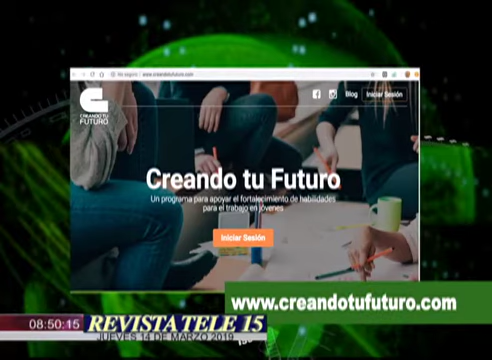 No seguro | www.creandotufuturo.com
CREANDO TU
FUTURO
Blog
Iniciar Sesión
Creando tu Futuro
Un programa para apoyar el fortalecimiento de habilidades
para el trabajo en jóvenes
Iniciar Sesión
www.creandotufuturo.com
08:50:15
REVISTA TELE 15
JUEVES 14 DE MARZO 2019